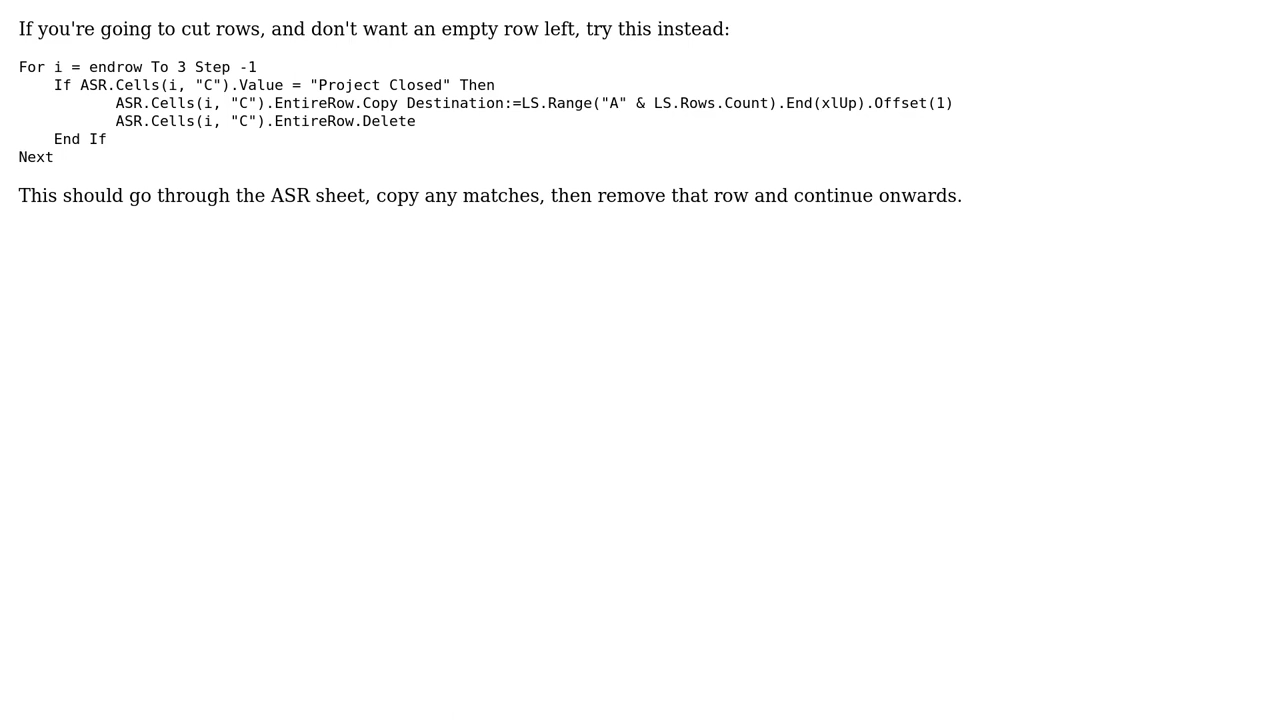 If you're going to cut rows, and don't want an empty row left, try this instead:
For i = endrow To 3 Step -1
    If ASR.Cells(i, "C").Value = "Project Closed" Then
           ASR.Cells(i, "C").EntireRow.Copy Destination:=LS.Range("A" & LS.Rows.Count).End(xlUp).Offset(1)
           ASR.Cells(i, "C").EntireRow.Delete
    End If
Next
This should go through the ASR sheet, copy any matches, then remove that row and continue onwards.